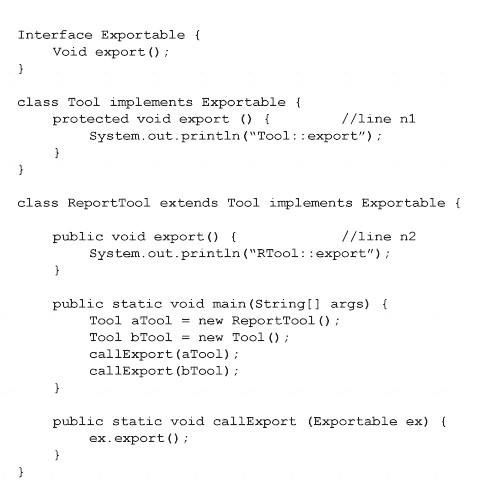 Interface Exportable {
    Void export();
}
class Tool implements Exportable {
    protected void export () {        //line n1
        System.out.println(“Tool::export”);
    }
}
class ReportTool extends Tool implements Exportable {
    public void export() {            //line n2
        System.out.println(“RTool::export”);
    }
    public static void main(String[] args) {
        Tool aTool = new ReportTool();
        Tool bTool = new Tool();
        callExport(aTool);
        callExport(bTool);
    }
    public static void callExport (Exportable ex) {
        ex.export();
    }
}